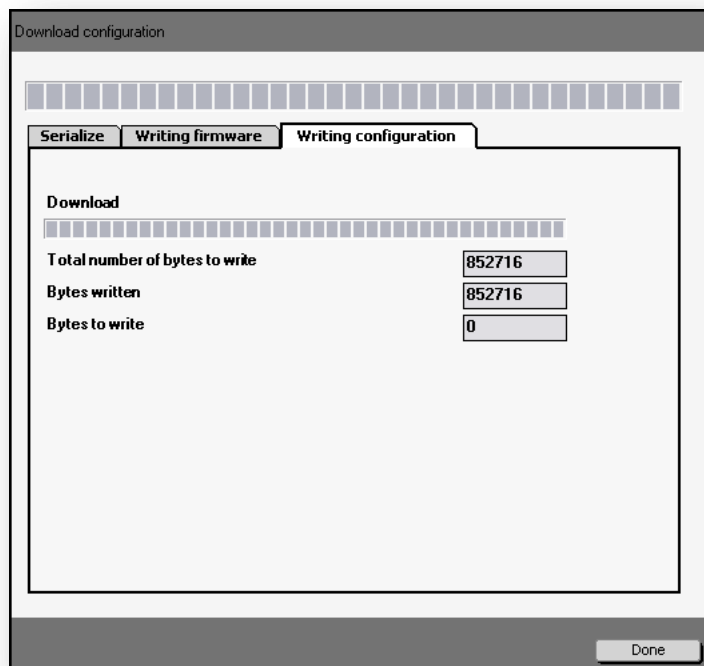 Download configuration
Serialize Writing firmware Writing configuration
Download
Total number of bytes to write 852716
Bytes written 852716
Bytes to write 0
Done